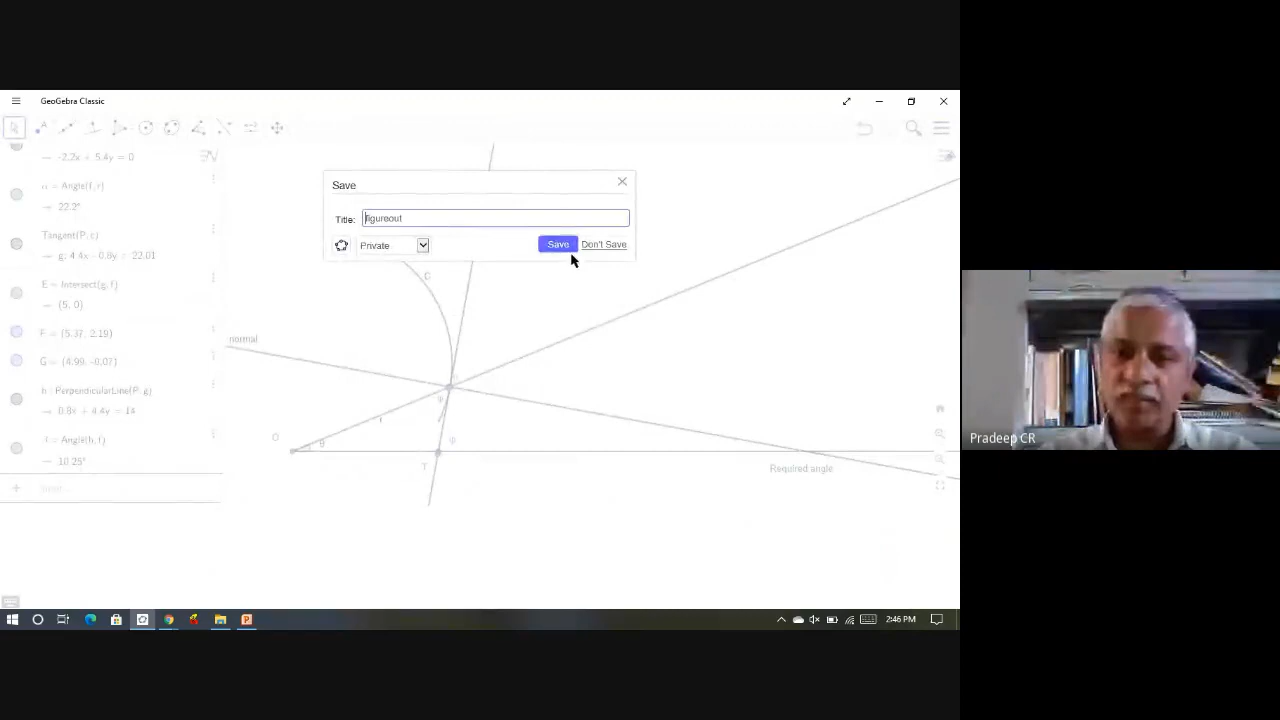 GeoGebra Classic
-2.2x + 5.4y = 0
α = Angle(f, r)
→ 22.2°
Tangent(P, c)
→ g: 4.4x - 0.8y = 22.01
E = Intersect(g, f)
→ (5, 0)
F = (5.37, 2.19)
G = (4.99, -0.07)
h : PerpendicularLine(P, g)
→ 0.8x + 4.4y = 14
Angle(h, f)
→ 10.25°
Save
Title: figureout
Private
Save
Don't Save
C
normal
O
θ
r
Φ
T
Required angle
Pradeep CR
2:46 PM